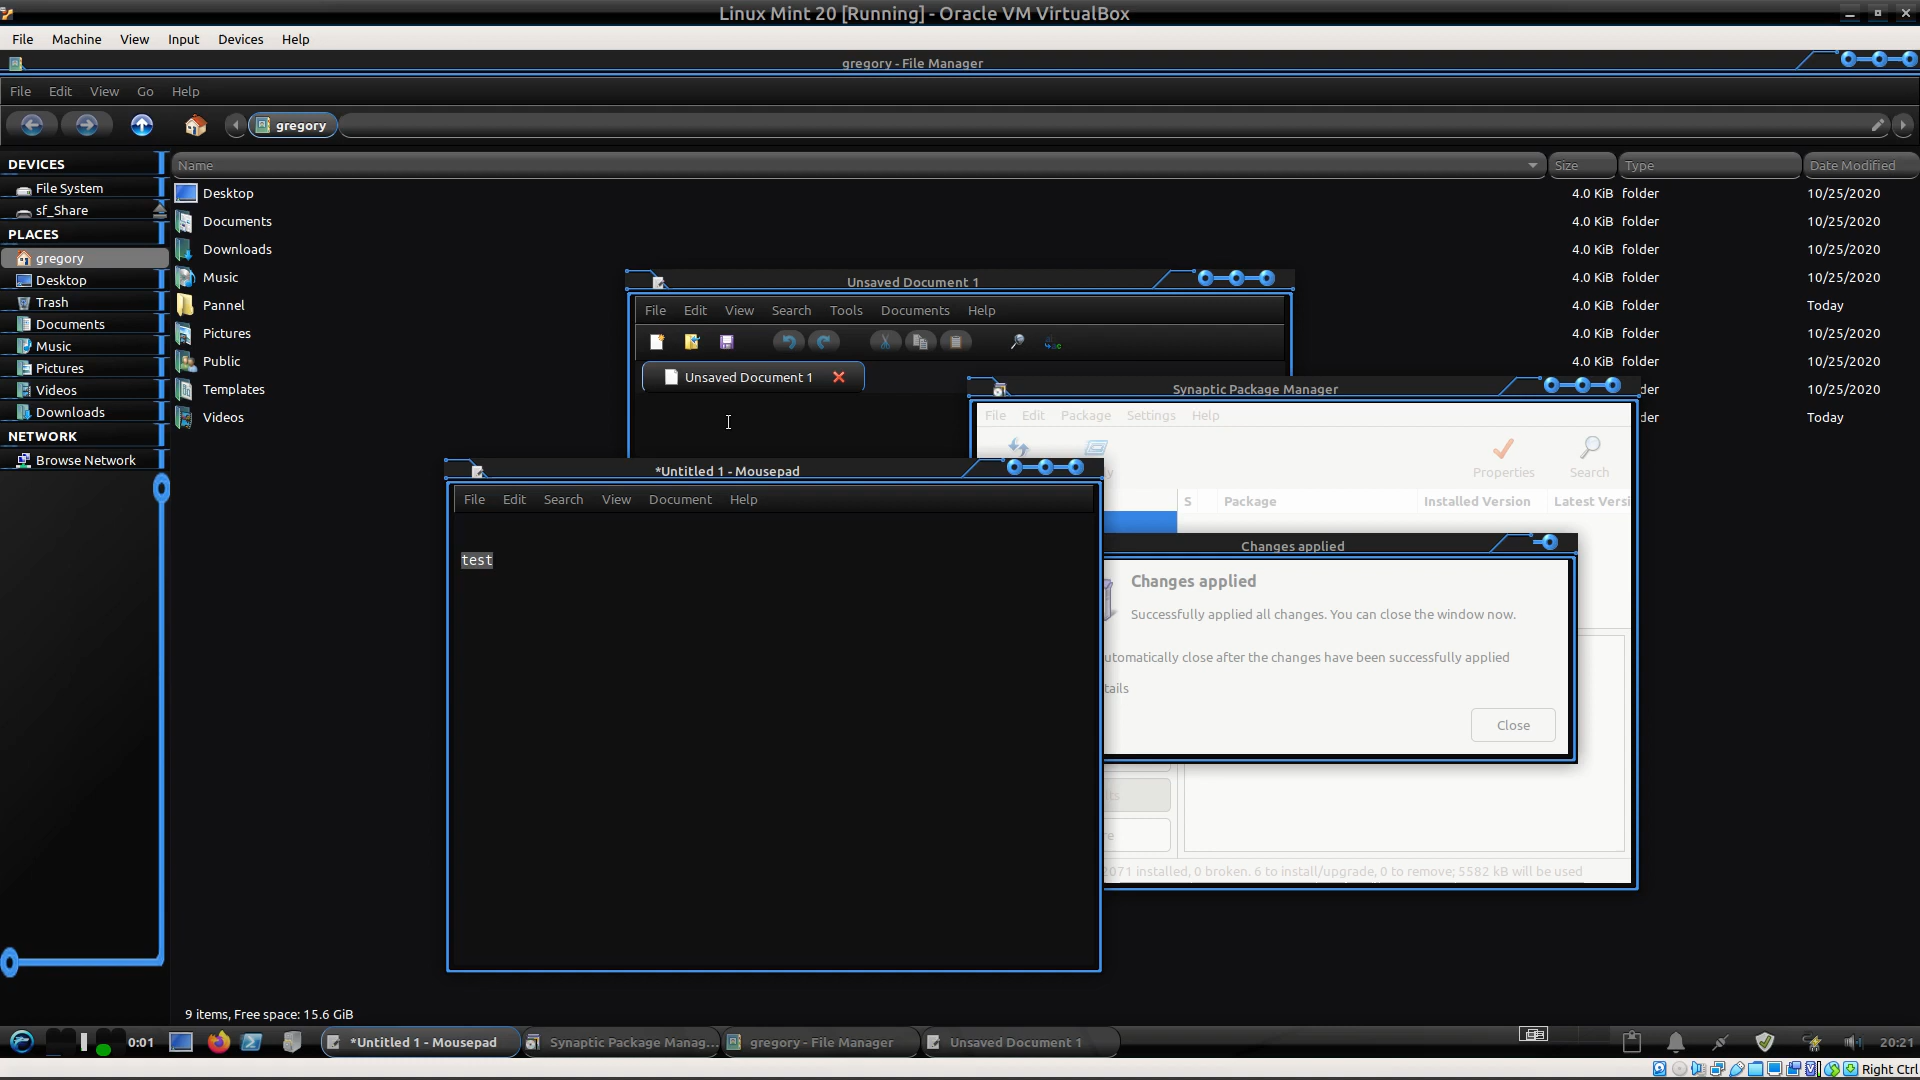 Linux Mint 20 [Running] - Oracle VM VirtualBox
File Machine View Input Devices Help
gregory - File Manager
File Edit View Go Help
gregory
DEVICES
File System
sf_Share
PLACES
gregory
Desktop
Trash
Documents
Music
Pictures
Videos
Downloads
NETWORK
Browse Network
Name Size Type Date Modified
Desktop 4.0 KiB folder 10/25/2020
Documents 4.0 KiB folder 10/25/2020
Downloads 4.0 KiB folder 10/25/2020
Music 4.0 KiB folder 10/25/2020
Pannel 4.0 KiB folder Today
Pictures 4.0 KiB folder 10/25/2020
Public 4.0 KiB folder 10/25/2020
Templates der 10/25/2020
Videos der Today
Unsaved Document 1
File Edit View Search Tools Documents Help
Unsaved Document 1
Synaptic Package Manager
File Edit Package Settings Help
Properties Search
S Package Installed Version Latest Versi
*Untitled 1 - Mousepad
File Edit Search View Document Help
test
Changes applied
Changes applied
Successfully applied all changes. You can close the window now.
utomatically close after the changes have been successfully applied
tails
Close
2071 installed, 0 broken. 6 to install/upgrade, 0 to remove; 5582 kB will be used
9 items, Free space: 15.6 GiB
0:01 *Untitled 1 - Mousepad Synaptic Package Manag... gregory - File Manager Unsaved Document 1 20:21
Right Ctrl